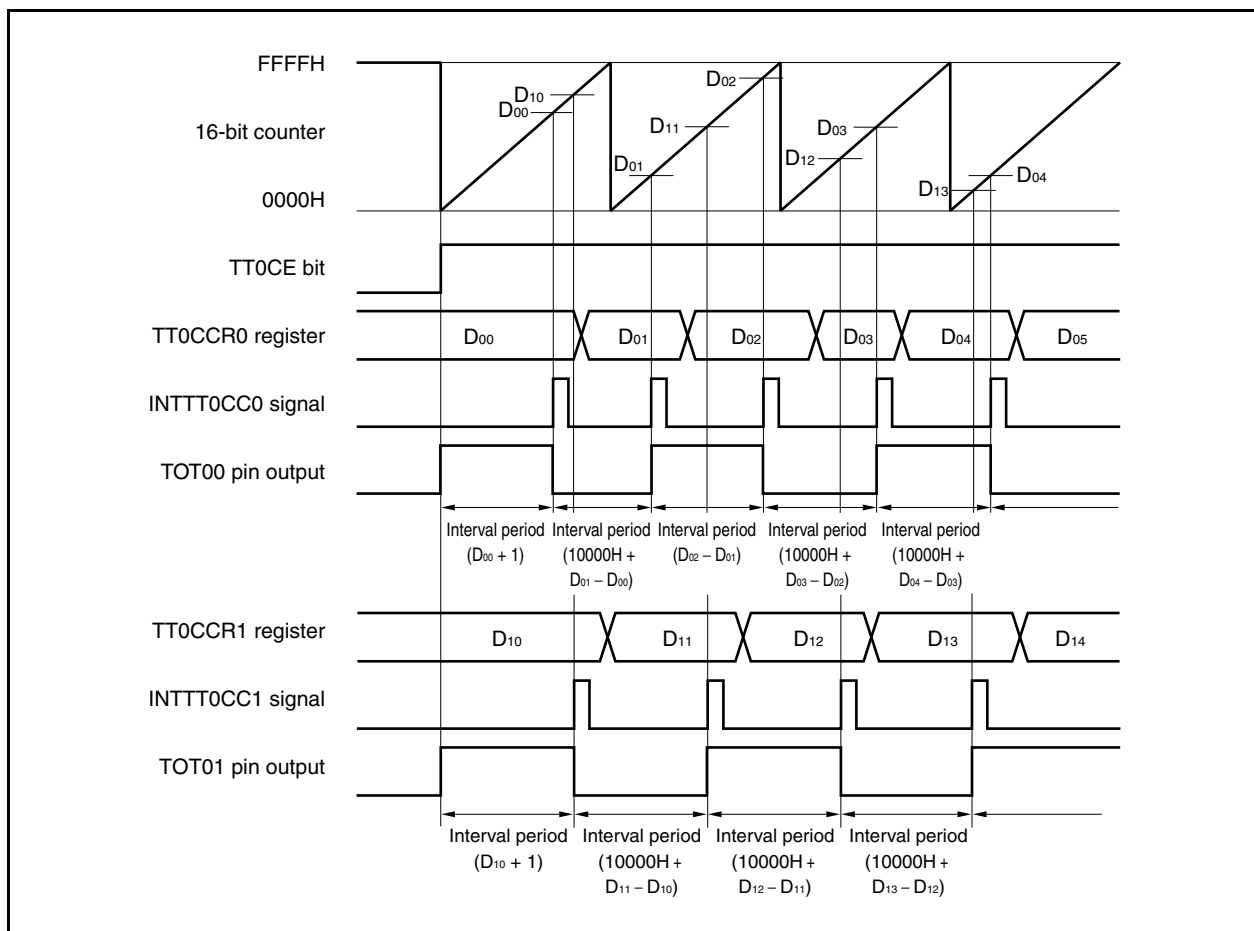 FFFFH
D02
D10
D00
16-bit counter
D11
D03
D12
D01
D04
D13
0000H
TT0CE bit
TT0CCR0 register
D00
D01
D02
D03
D04
D05
INTTT0CC0 signal
TOT00 pin output
Interval period
(D00 + 1)
Interval period
(10000H +
D01 – D00)
Interval period
(D02 – D01)
Interval period
(10000H +
D03 – D02)
Interval period
(10000H +
D04 – D03)
TT0CCR1 register
D10
D11
D12
D13
D14
INTTT0CC1 signal
TOT01 pin output
Interval period
(D10 + 1)
Interval period
(10000H +
D11 – D10)
Interval period
(10000H +
D12 – D11)
Interval period
(10000H +
D13 – D12)